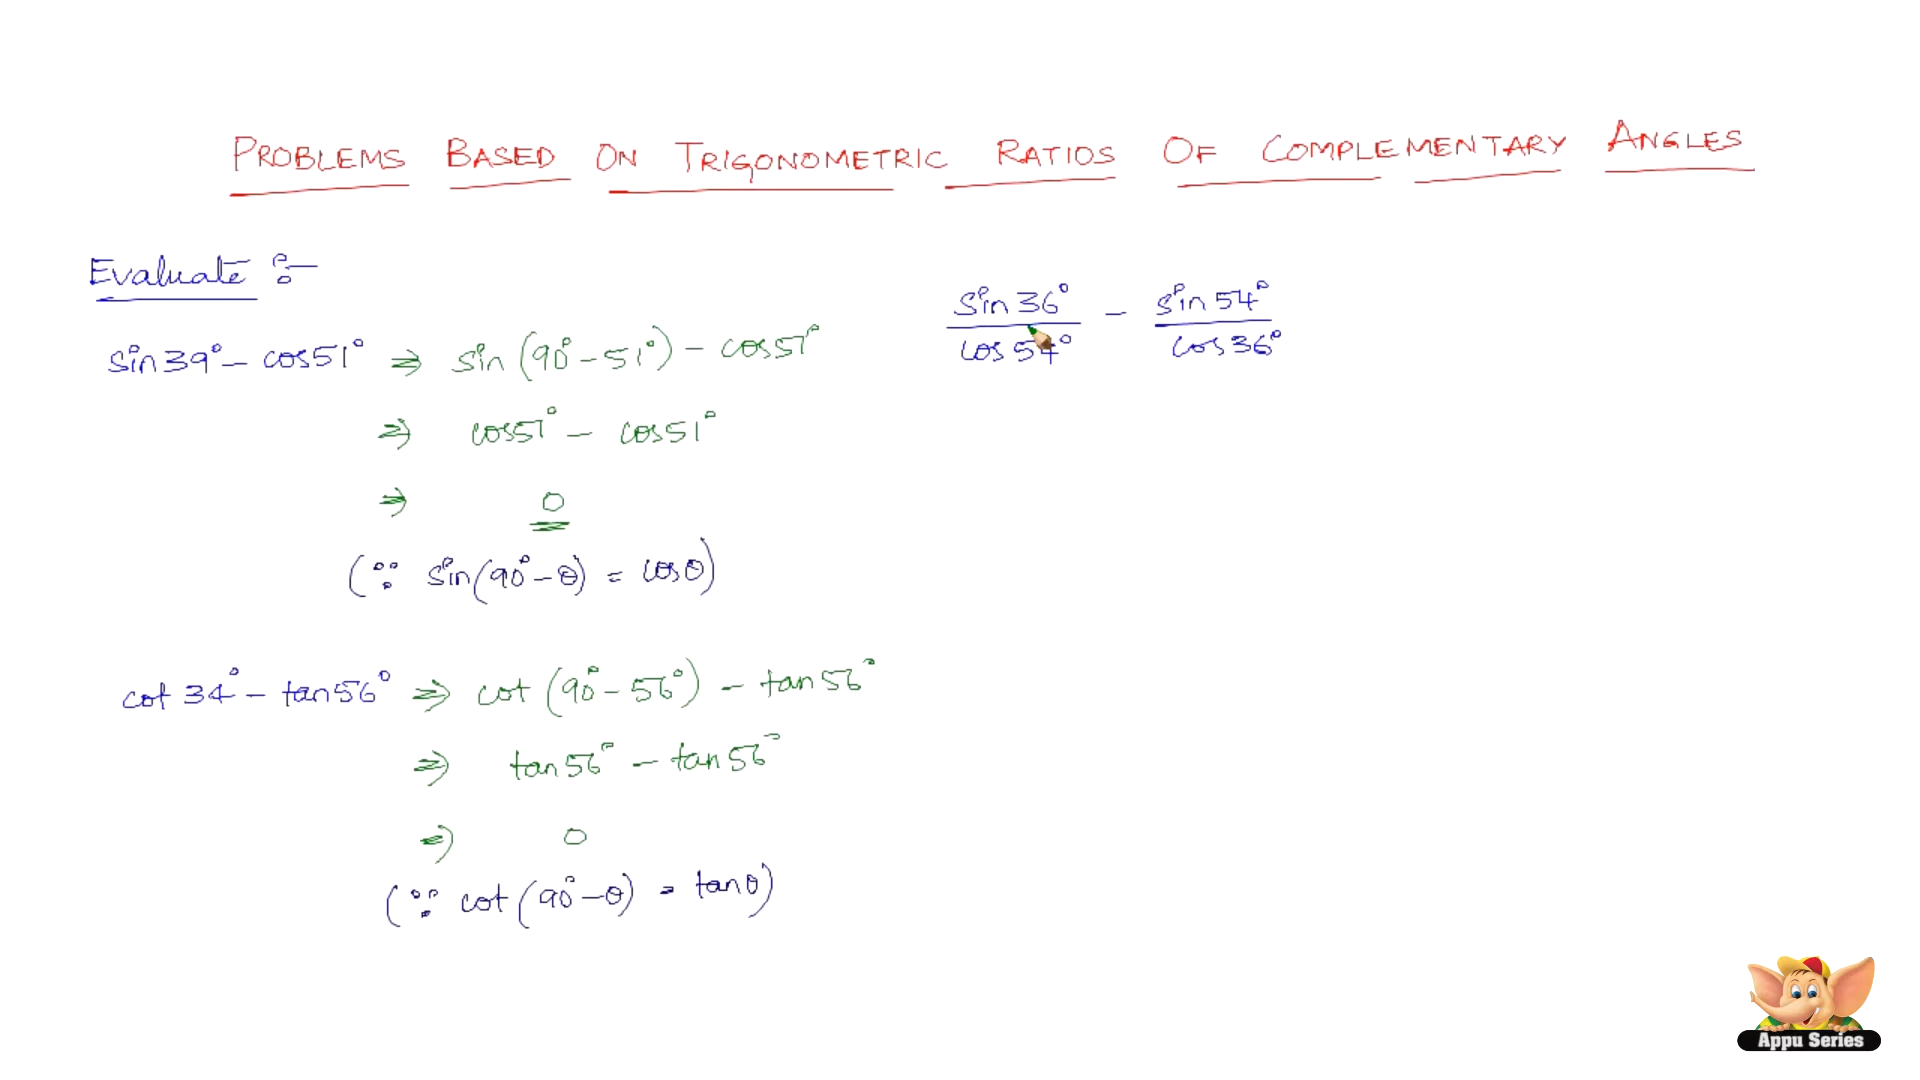 PROBLEMS BASED ON TRIGONOMETRIC RATIOS OF COMPLEMENTARY ANGLES
Evaluate :-
sin 39° - cos 51° ⇒ sin (90° - 51°) - cos 51°
⇒ cos 51° - cos 51°
⇒ 0
(∵ sin(90° - θ) = cos θ)
cot 34° - tan 56° ⇒ cot (90° - 56°) - tan 56°
⇒ tan 56° - tan 56°
⇒ 0
(∵ cot (90° - θ) = tan θ)
sin 36° - sin 54°
cos 54° cos 36°
Appu Series